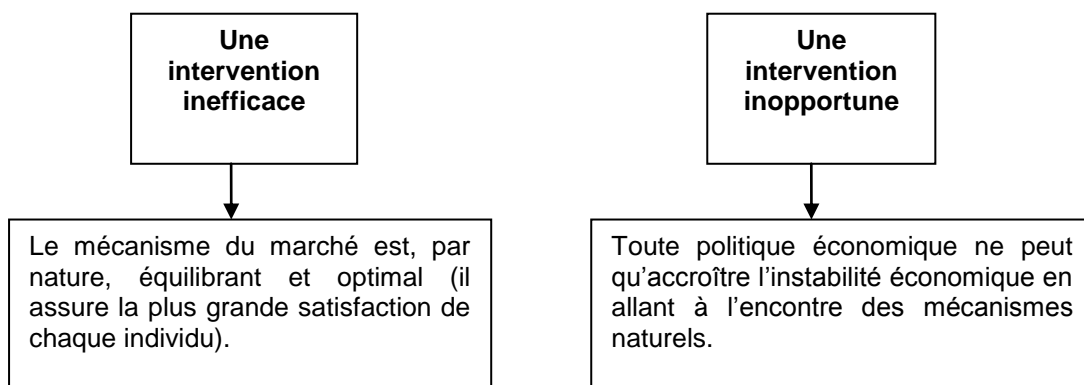 Une
intervention
inefficace
Une
intervention
inopportune
Le mécanisme du marché est, par
nature, équilibrant et optimal (il
assure la plus grande satisfaction de
chaque individu).
Toute politique économique ne peut
qu’accroître l’instabilité économique en
allant à l’encontre des mécanismes
naturels.